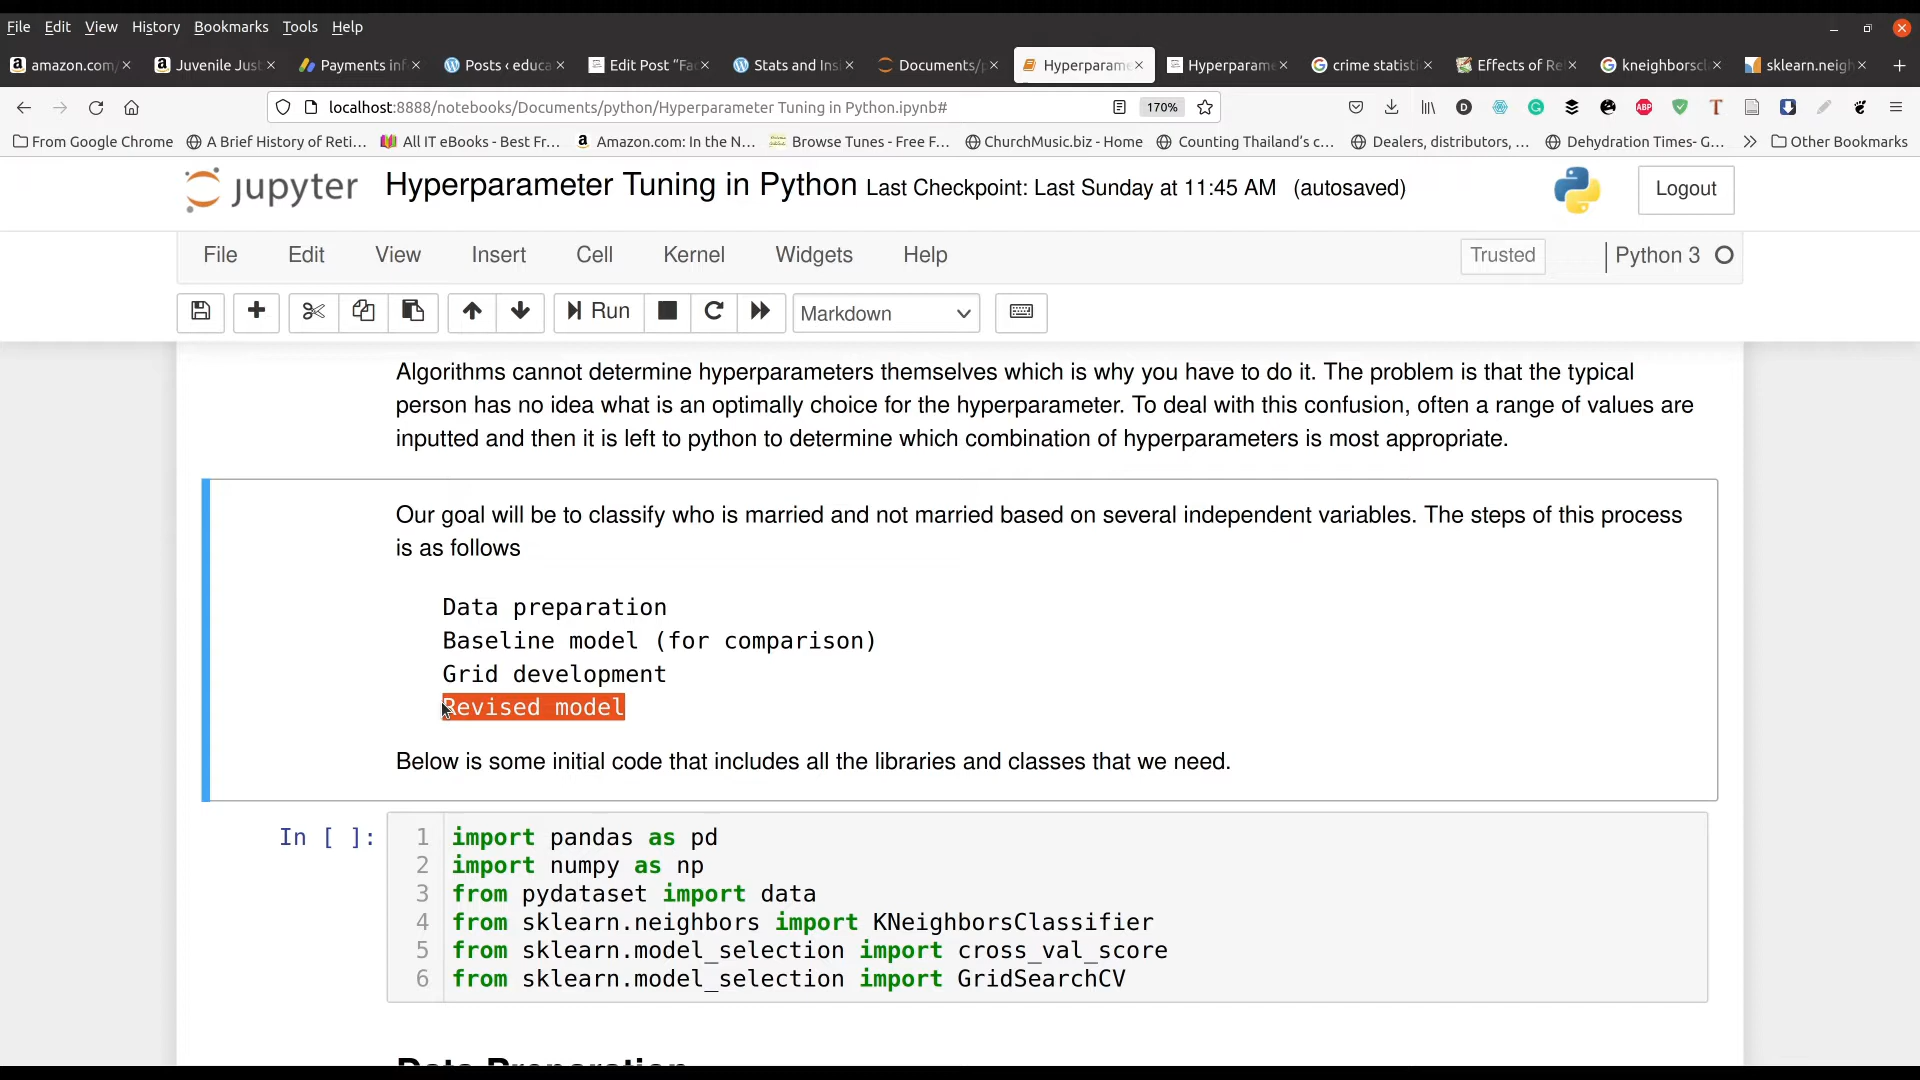 File Edit View History Bookmarks Tools Help
amazon.com/ Juvenile Just Payments inf Posts ‹ educa Edit Post "Fac Stats and Insi Documents/p Hyperparame Hyperparame crime statisti Effects of Re kneighborscl sklearn.neigh
localhost:8888/notebooks/Documents/python/Hyperparameter Tuning in Python.ipynb# 170%
From Google Chrome A Brief History of Reti... All IT eBooks - Best Fr... Amazon.com: In the N... Browse Tunes - Free F... ChurchMusic.biz - Home Counting Thailand's c... Dealers, distributors, ... Dehydration Times- G... Other Bookmarks
jupyter Hyperparameter Tuning in Python Last Checkpoint: Last Sunday at 11:45 AM (autosaved) Logout
File Edit View Insert Cell Kernel Widgets Help Trusted Python 3
Run Markdown
Algorithms cannot determine hyperparameters themselves which is why you have to do it. The problem is that the typical
person has no idea what is an optimally choice for the hyperparameter. To deal with this confusion, often a range of values are
inputted and then it is left to python to determine which combination of hyperparameters is most appropriate.
Our goal will be to classify who is married and not married based on several independent variables. The steps of this process
is as follows
Data preparation
Baseline model (for comparison)
Grid development
Revised model
Below is some initial code that includes all the libraries and classes that we need.
In [ ]: 1 import pandas as pd
2 import numpy as np
3 from pydataset import data
4 from sklearn.neighbors import KNeighborsClassifier
5 from sklearn.model_selection import cross_val_score
6 from sklearn.model_selection import GridSearchCV
Data Preparation